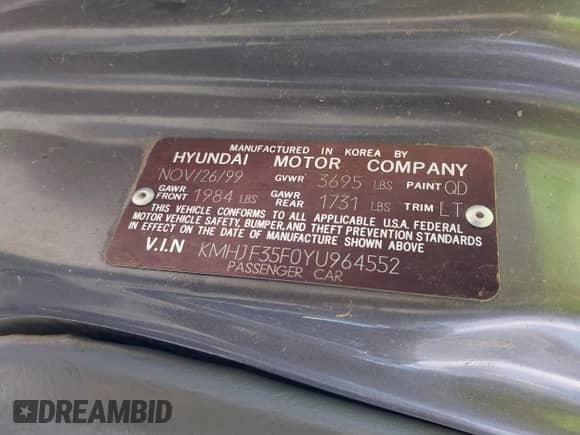 MANUFACTURED IN KOREA BY
HYUNDAI MOTOR COMPANY
NOV/26/99 GVWR 3695 LBS PAINT QD
GAWR FRONT 1984 LBS GAWR REAR 1731 LBS TRIM LT
THIS VEHICLE CONFORMS TO ALL APPLICABLE U.S.A. FEDERAL
MOTOR VEHICLE SAFETY, BUMPER, AND THEFT PREVENTION STANDARDS
IN EFFECT ON THE DATE OF MANUFACTURE SHOWN ABOVE
V.I.N KMHJF35F0YU964552
PASSENGER CAR
DREAMBID